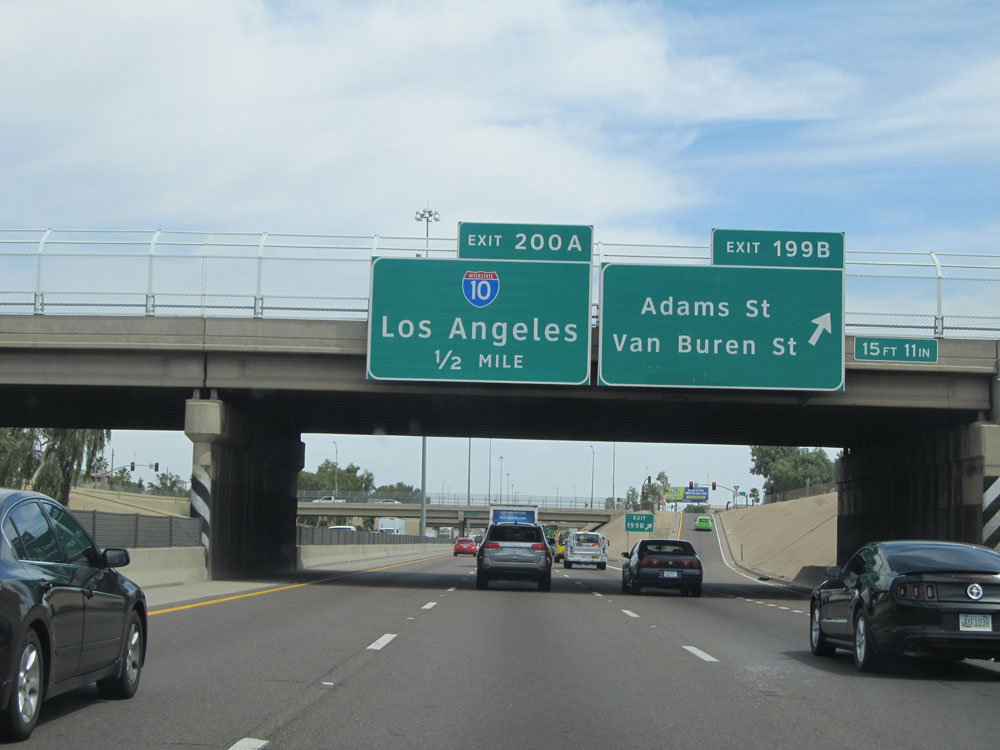 EXIT 200A
INTERSTATE
10
Los Angeles
1/2 MILE
EXIT 199B
Adams St
Van Buren St
15 FT 11 IN
EXIT
199B